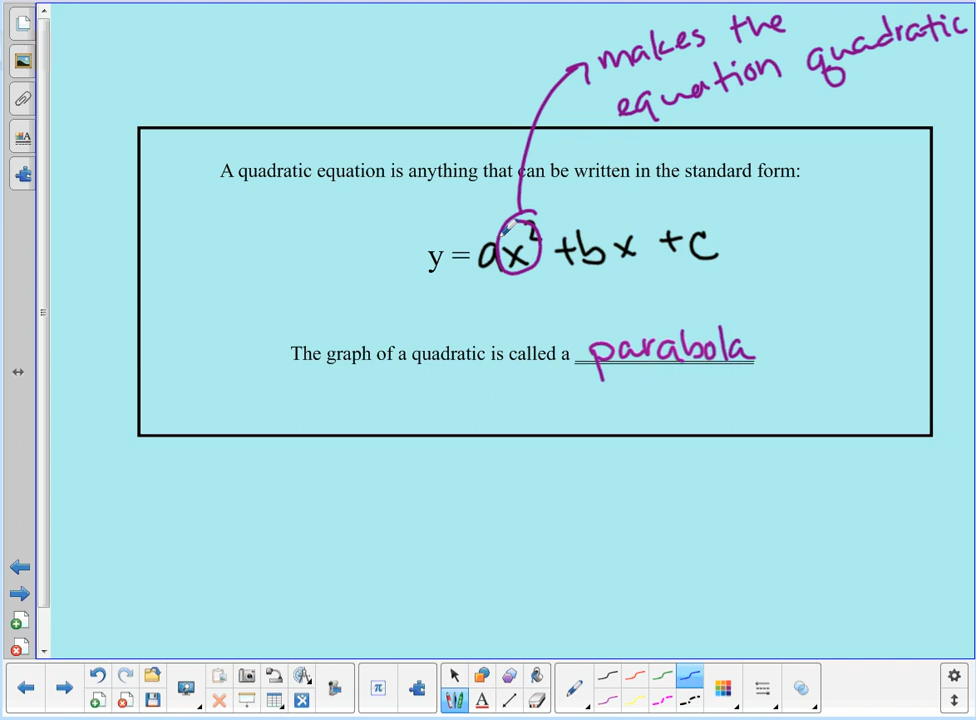 makes the
equation quadratic
A quadratic equation is anything that can be written in the standard form:
y = ax² + bx + c
The graph of a quadratic is called a parabola